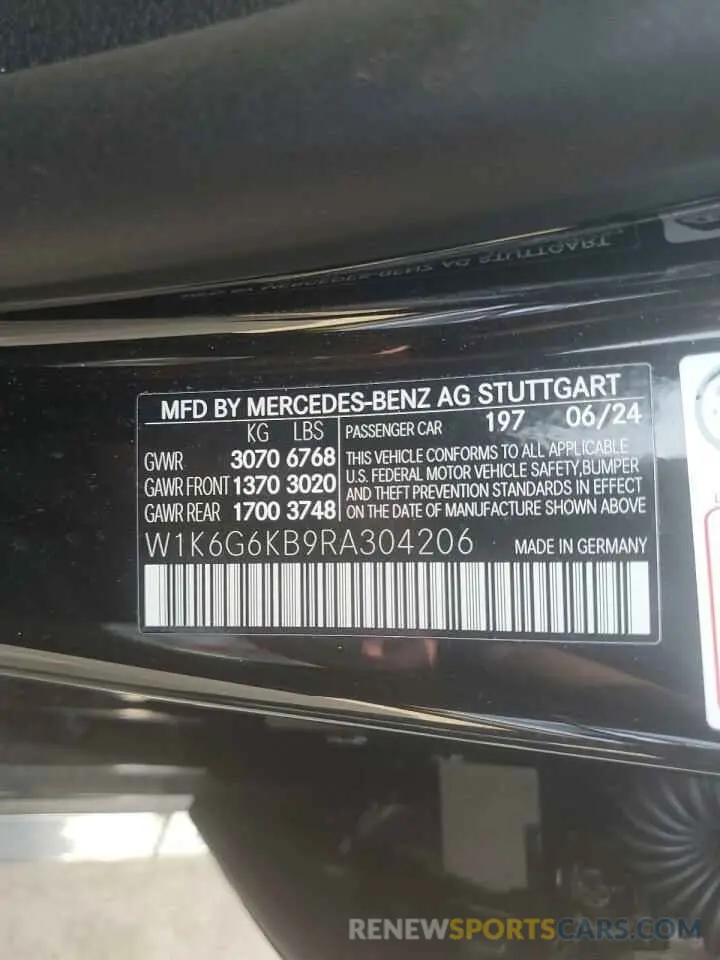 MFD BY MERCEDES-BENZ AG STUTTGART
KG LBS
GVWR 3070 6768
GAWR FRONT 1370 3020
GAWR REAR 1700 3748
PASSENGER CAR 197 06/24
THIS VEHICLE CONFORMS TO ALL APPLICABLE
U.S. FEDERAL MOTOR VEHICLE SAFETY,BUMPER
AND THEFT PREVENTION STANDARDS IN EFFECT
ON THE DATE OF MANUFACTURE SHOWN ABOVE
W1K6G6KB9RA304206 MADE IN GERMANY
RENEWSPORTSCARS.COM